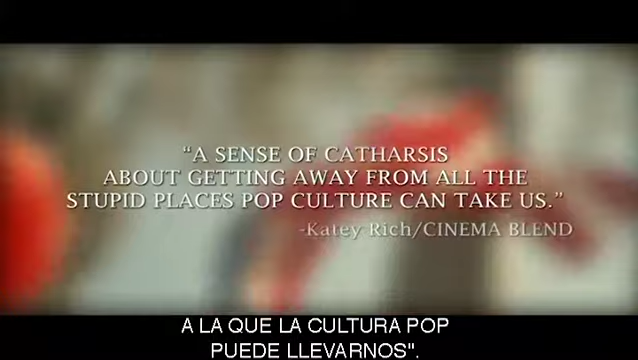 “A SENSE OF CATHARSIS
ABOUT GETTING AWAY FROM ALL THE
STUPID PLACES POP CULTURE CAN TAKE US.”
-Katey Rich/CINEMA BLEND
A LA QUE LA CULTURA POP
PUEDE LLEVARNOS".